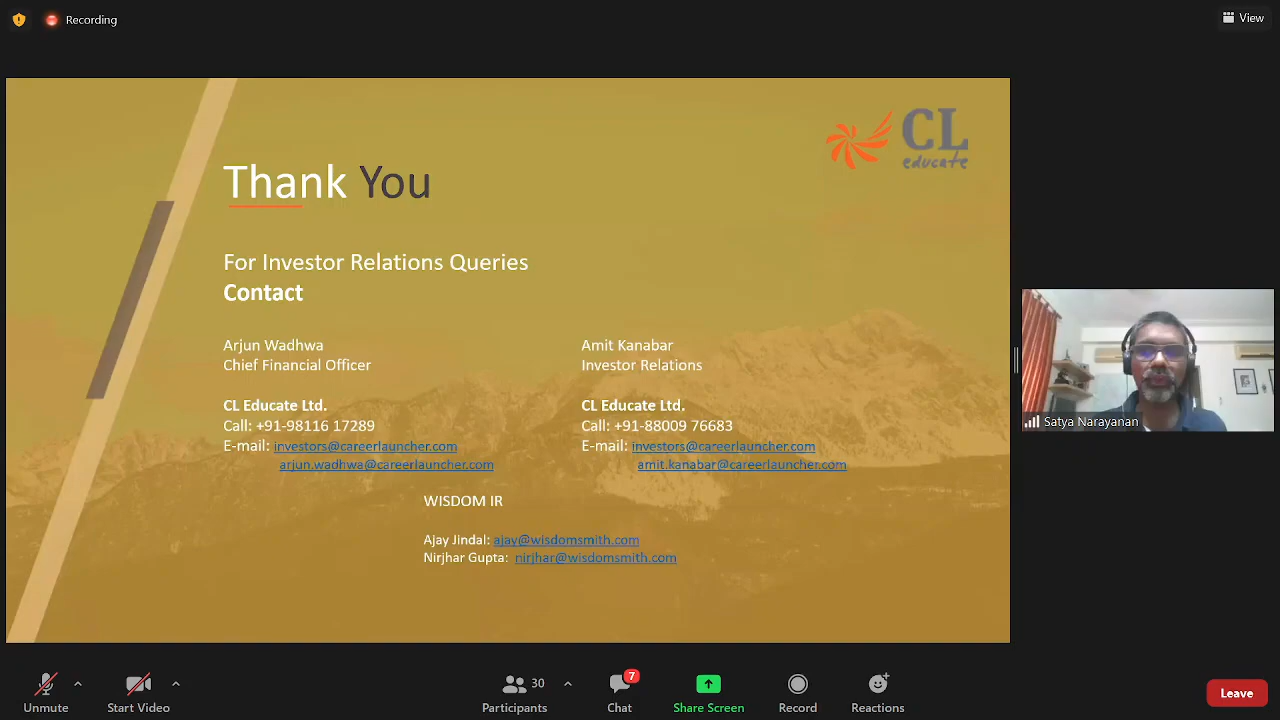 Recording
View
CL
educate
Thank You
For Investor Relations Queries
Contact
Arjun Wadhwa
Chief Financial Officer
CL Educate Ltd.
Call: +91-98116 17289
E-mail: investors@careerlauncher.com
arjun.wadhwa@careerlauncher.com
Amit Kanabar
Investor Relations
CL Educate Ltd.
Call: +91-88009 76683
E-mail: investors@careerlauncher.com
amit.kanabar@careerlauncher.com
WISDOM IR
Ajay Jindal: ajay@wisdomsmith.com
Nirjhar Gupta: nirjhar@wisdomsmith.com
Satya Narayanan
Unmute
Start Video
30
Participants
7
Chat
Share Screen
Record
Reactions
Leave